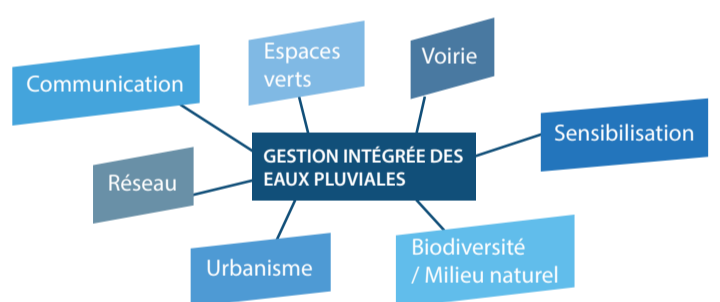 Espaces
verts
Voirie
Communication
Sensibilisation
GESTION INTÉGRÉE DES
EAUX PLUVIALES
Réseau
Urbanisme
Biodiversité
/ Milieu naturel